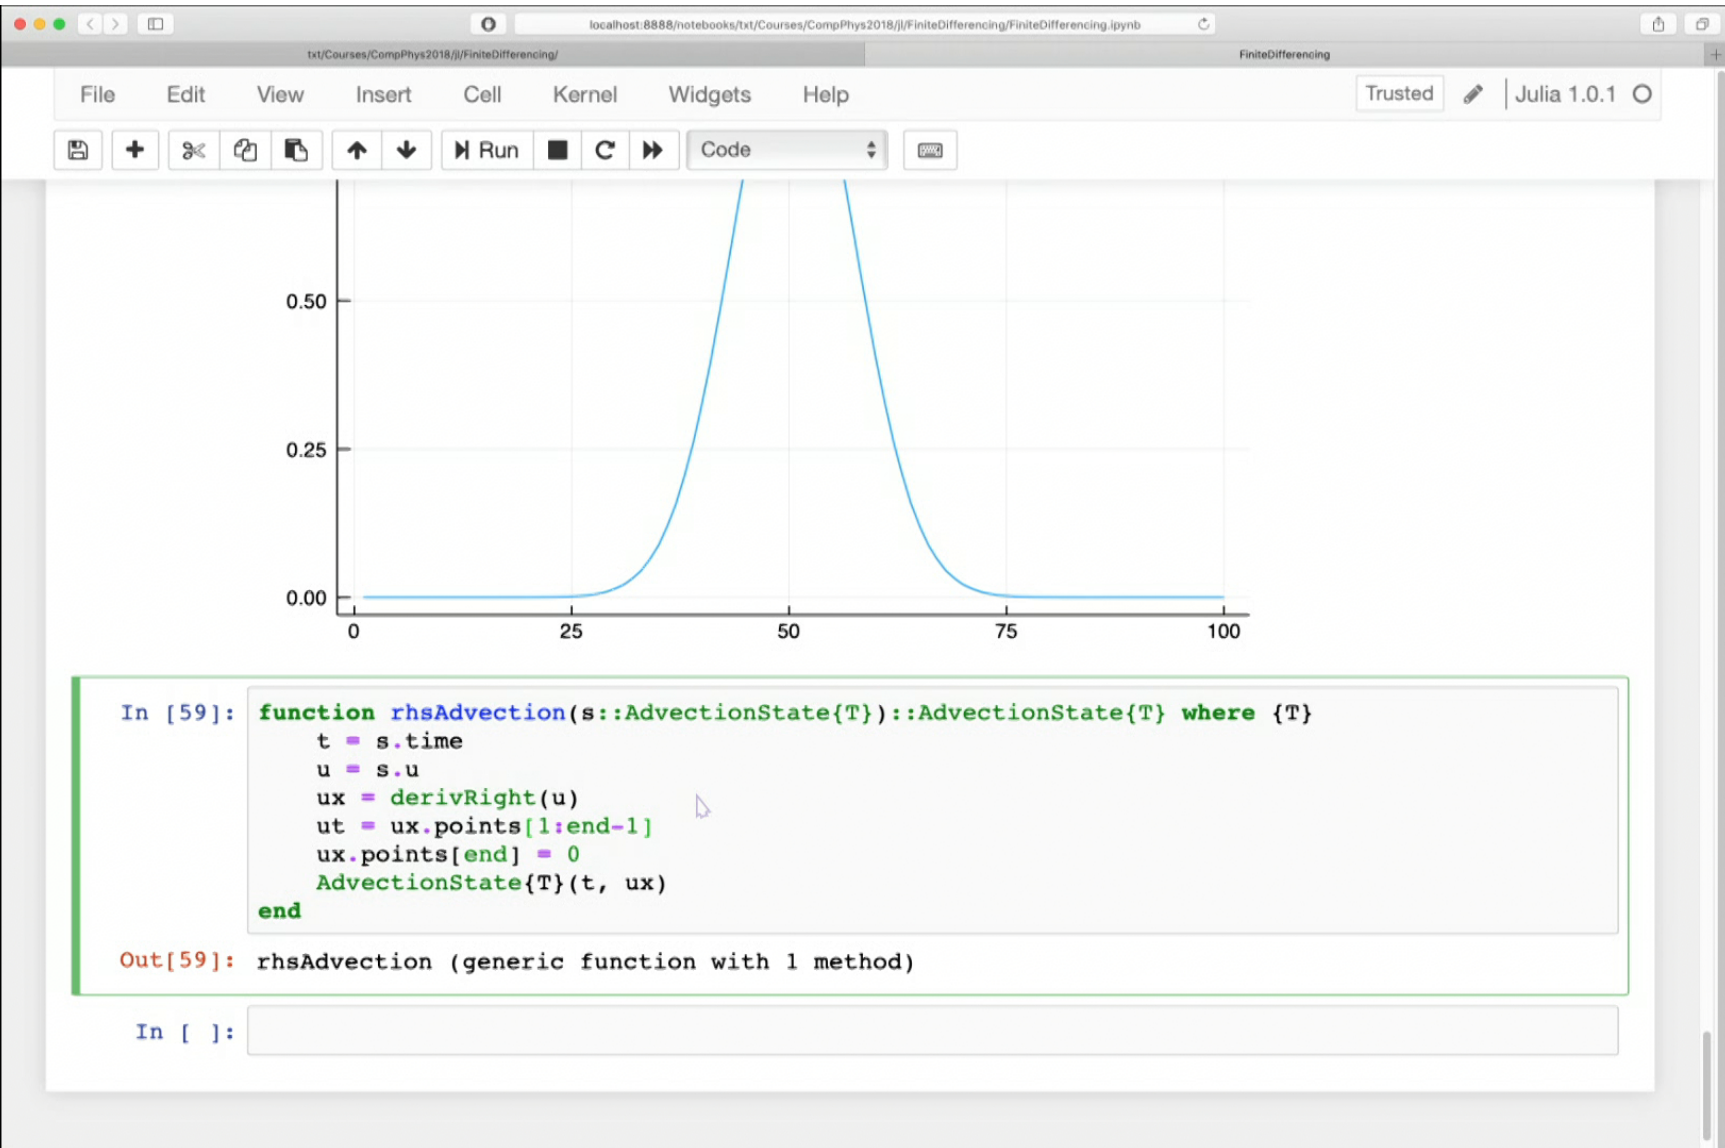 localhost:8888/notebooks/txt/Courses/CompPhys2018/jl/FiniteDifferencing/FiniteDifferencing.ipynb
txt/Courses/CompPhys2018/jl/FiniteDifferencing/ FiniteDifferencing
File Edit View Insert Cell Kernel Widgets Help Trusted Julia 1.0.1
Run Code
0.50
0.25
0.00
0 25 50 75 100
In [59]: function rhsAdvection(s::AdvectionState{T})::AdvectionState{T} where {T}
t = s.time
u = s.u
ux = derivRight(u)
ut = ux.points[1:end-1]
ux.points[end] = 0
AdvectionState{T}(t, ux)
end
Out[59]: rhsAdvection (generic function with 1 method)
In [ ]: